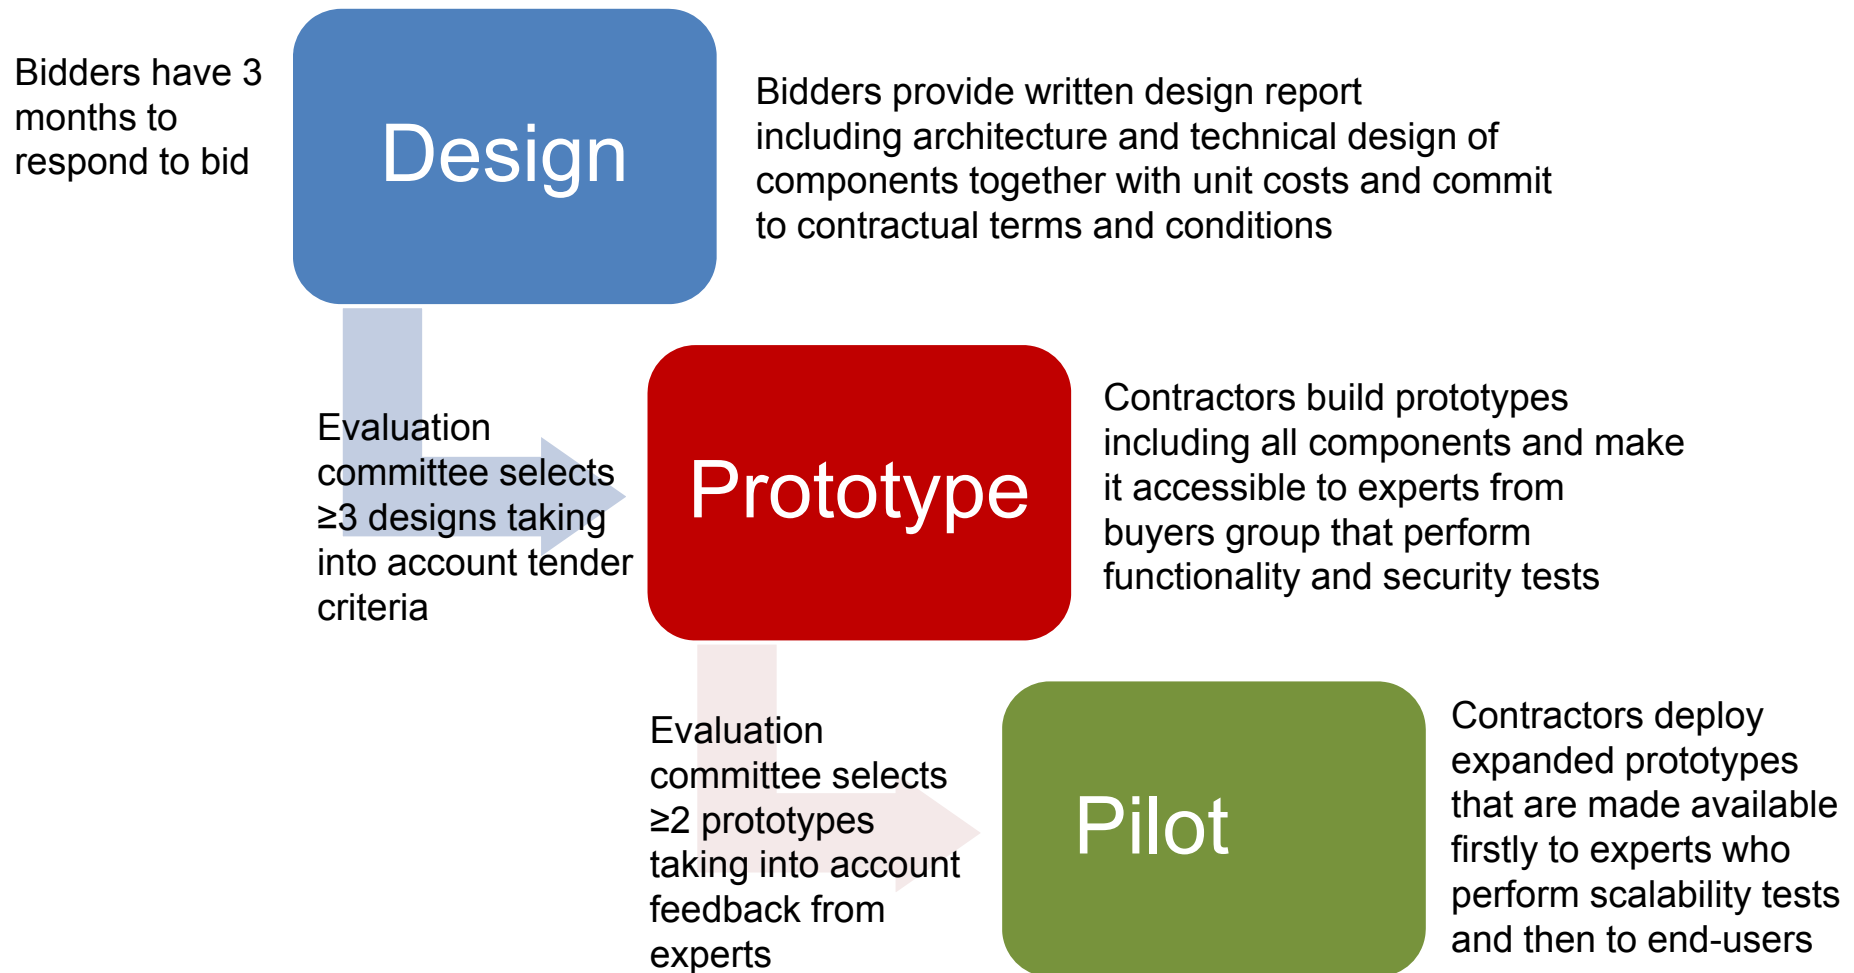 Bidders have 3
months to
respond to bid
Design
Bidders provide written design report
including architecture and technical design of
components together with unit costs and commit
to contractual terms and conditions
Evaluation
committee selects
≥3 designs taking
into account tender
criteria
Prototype
Contractors build prototypes
including all components and make
it accessible to experts from
buyers group that perform
functionality and security tests
Evaluation
committee selects
≥2 prototypes
taking into account
feedback from
experts
Pilot
Contractors deploy
expanded prototypes
that are made available
firstly to experts who
perform scalability tests
and then to end-users